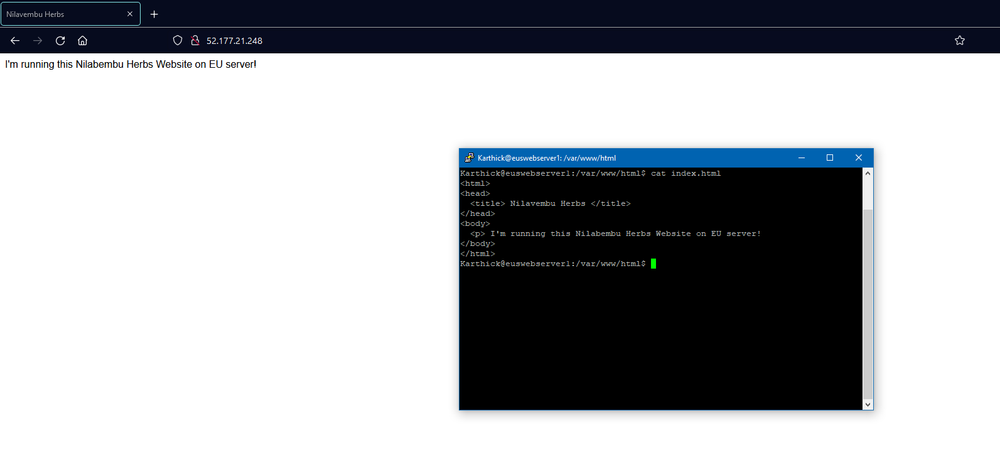 Nilavembu Herbs
52.177.21.248
I'm running this Nilabembu Herbs Website on EU server!
Karthick@euswebserver1: /var/www/html
Karthick@euswebserver1:/var/www/html$ cat index.html
<html>
<head>
  <title> Nilavembu Herbs </title>
</head>
<body>
  <p> I'm running this Nilabembu Herbs Website on EU server!
</body>
</html>
Karthick@euswebserver1:/var/www/html$